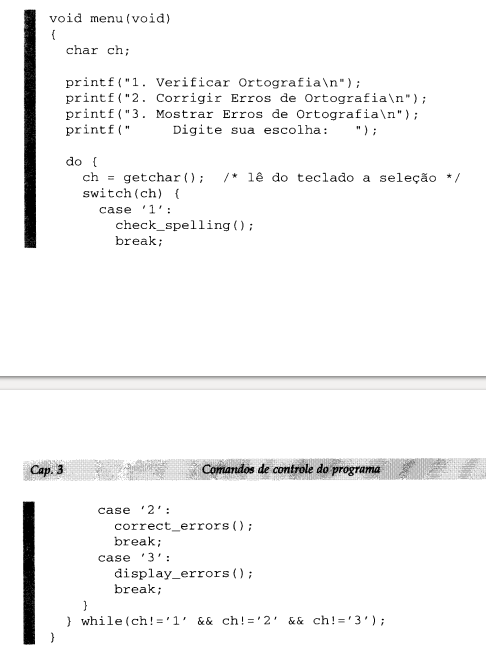 void menu(void)
{
  char ch;

  printf("1. Verificar Ortografia\n");
  printf("2. Corrigir Erros de Ortografia\n");
  printf("3. Mostrar Erros de Ortografia\n");
  printf("     Digite sua escolha:   ");

  do {
    ch = getchar();  /* lê do teclado a seleção */
    switch(ch) {
      case '1':
        check_spelling();
        break;
Cap. 3 Comandos de controle do programa
      case '2':
        correct_errors();
        break;
      case '3':
        display_errors();
        break;
    }
  } while(ch!='1' && ch!='2' && ch!='3');
}